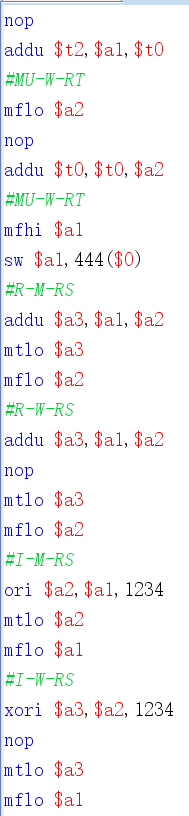 nop
addu $t2,$a1,$t0
#MU-W-RT
mflo $a2
nop
addu $t0,$t0,$a2
#MU-W-RT
mfhi $a1
sw $a1,444($0)
#R-M-RS
addu $a3,$a1,$a2
mtlo $a3
mflo $a2
#R-W-RS
addu $a3,$a1,$a2
nop
mtlo $a3
mflo $a2
#I-M-RS
ori $a2,$a1,1234
mtlo $a2
mflo $a1
#I-W-RS
xori $a3,$a2,1234
nop
mtlo $a3
mflo $a1